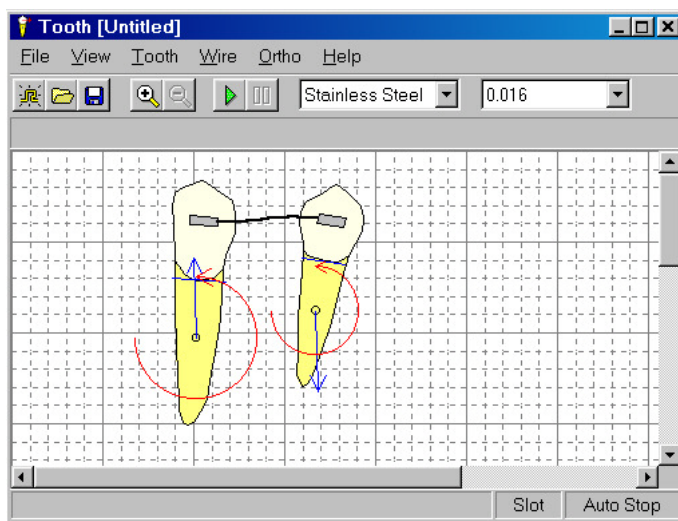 Tooth [Untitled]
File View Tooth Wire Ortho Help
Stainless Steel 0.016
Slot Auto Stop